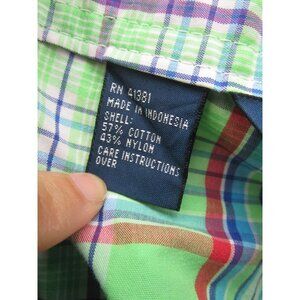 RN 41381
MADE IN INDONESIA
SHELL:
57% COTTON
43% NYLON
CARE INSTRUCTIONS
OVER